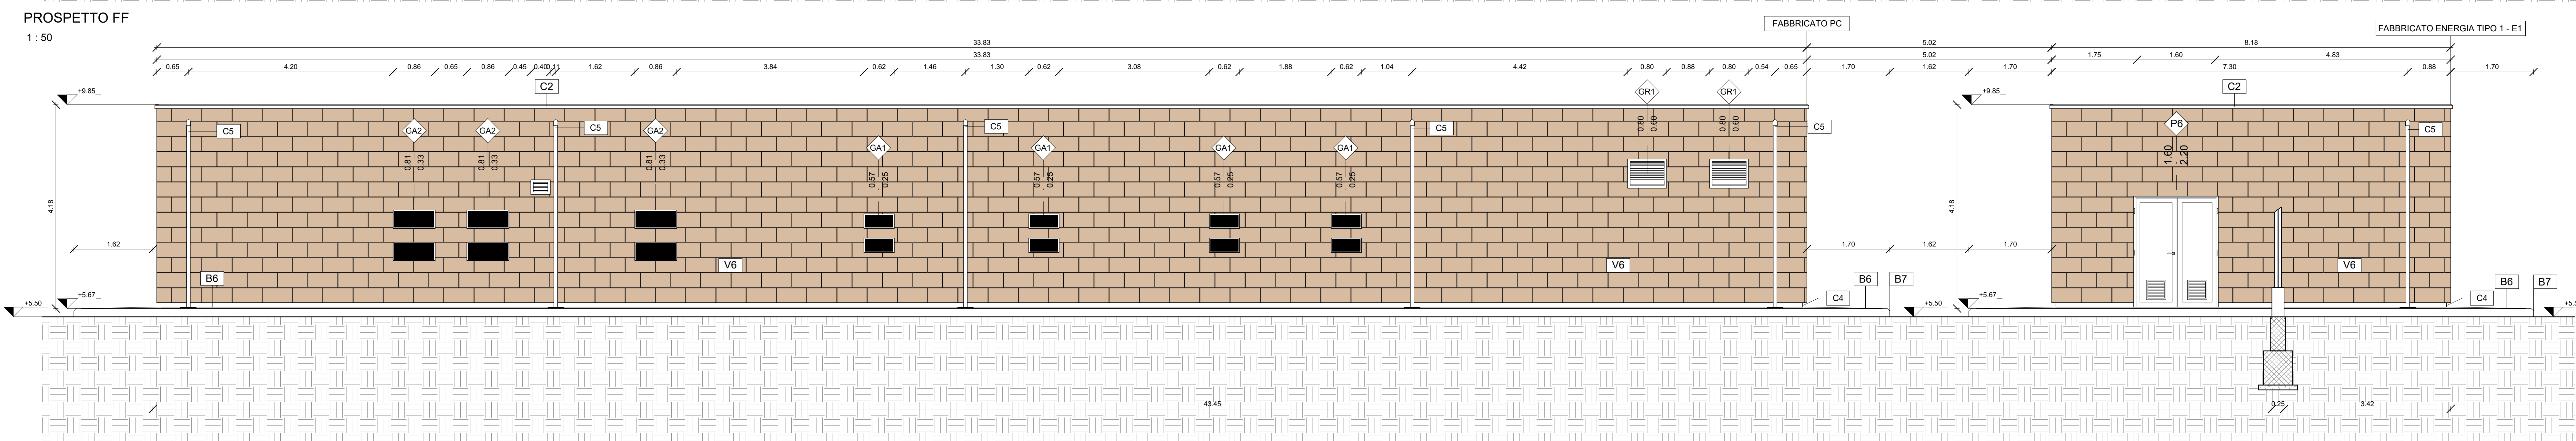 PROSPETTO FF
1 : 50
FABBRICATO PC
FABBRICATO ENERGIA TIPO 1 - E1
33.83 5.02 8.18
33.83 5.02 1.75 1.60 4.83
0.65 4.20 0.86 0.65 0.86 0.45 0.40 0.11 1.62 0.86 3.84 0.62 1.46 1.30 0.62 3.08 0.62 1.88 0.62 1.04 4.42 0.80 0.88 0.80 0.54 0.65 1.70 1.62 1.70 7.30 0.88 1.70
C2 GR1 GR1 C2
+9.85 +9.85
C5 GA2 GA2 C5 GA2 C5 C5 C5 P6 C5
GA1 GA1 GA1 GA1
0.80 0.60 0.80 0.60
0.81 0.33 0.81 0.33 0.81 0.33
1.60 2.20
0.57 0.25 0.57 0.25 0.57 0.25 0.57 0.25
4.18 4.18
1.62 1.70 1.62 1.70
V6 V6 V6
B6 B6 B7 B6 B7
+5.67 C4 +5.67 C4
+5.50 +5.50
43.45 0.25 3.42